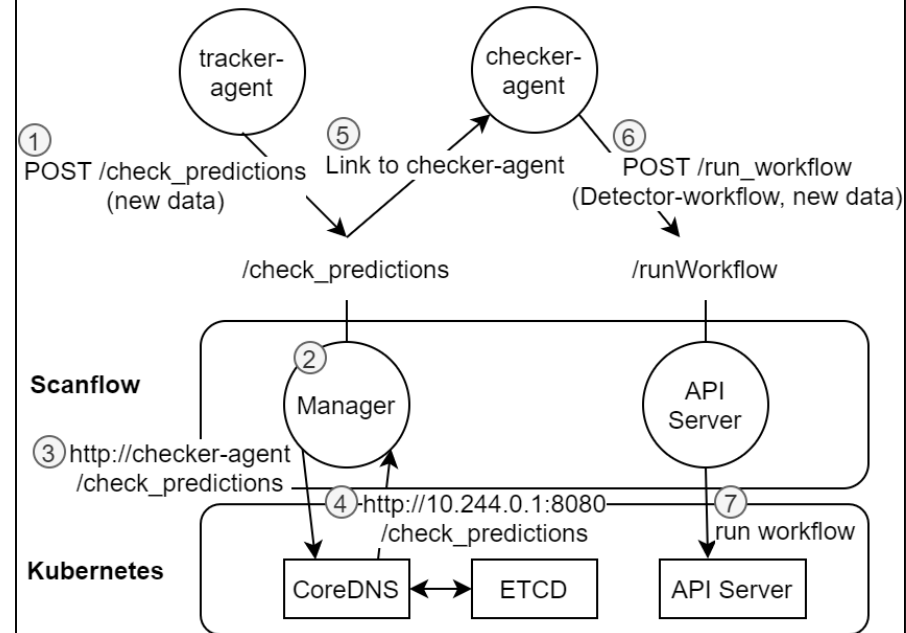 tracker-
agent
checker-
agent
1
POST /check_predictions
(new data)
5
Link to checker-agent
6
POST /run_workflow
(Detector-workflow, new data)
/check_predictions
/runWorkflow
Scanflow
2
Manager
API
Server
3 http://checker-agent
/check_predictions
4 http://10.244.0.1:8080
/check_predictions
7
run workflow
Kubernetes
CoreDNS
ETCD
API Server